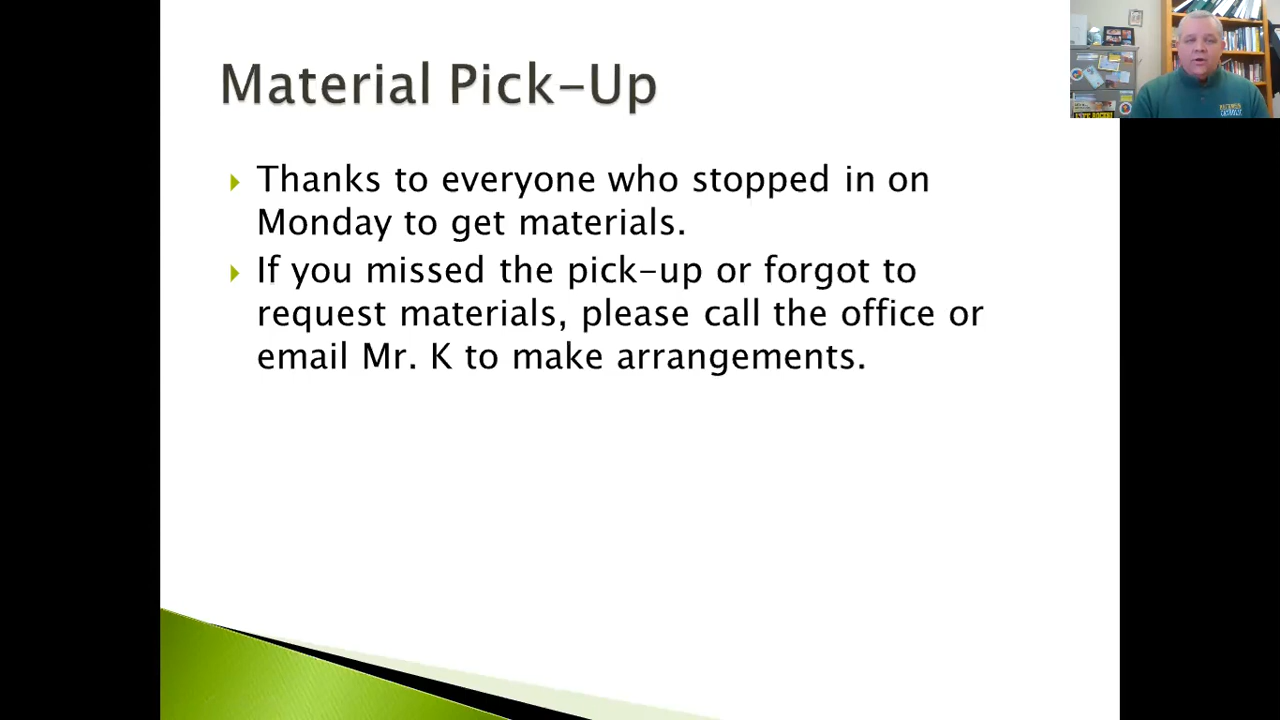 Material Pick-Up
Thanks to everyone who stopped in on
Monday to get materials.
If you missed the pick-up or forgot to
request materials, please call the office or
email Mr. K to make arrangements.